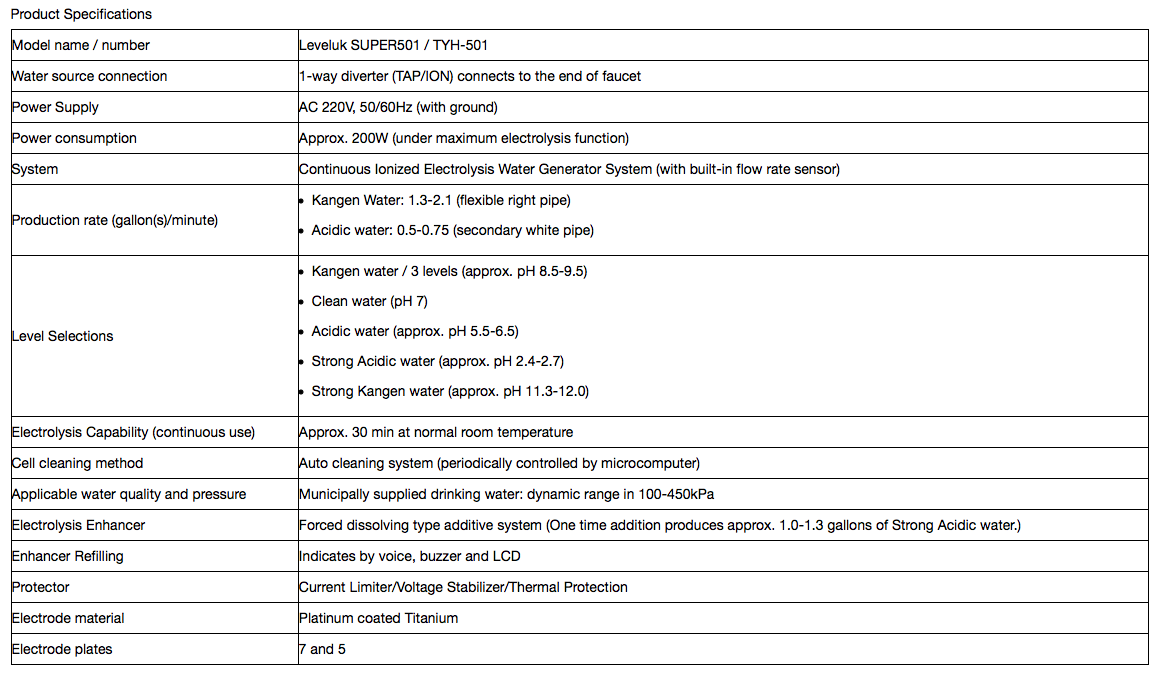 Product Specifications
Model name / number Leveluk SUPER501 / TYH-501
Water source connection 1-way diverter (TAP/ION) connects to the end of faucet
Power Supply AC 220V, 50/60Hz (with ground)
Power consumption Approx. 200W (under maximum electrolysis function)
System Continuous Ionized Electrolysis Water Generator System (with built-in flow rate sensor)
Production rate (gallon(s)/minute)
• Kangen Water: 1.3-2.1 (flexible right pipe)
• Acidic water: 0.5-0.75 (secondary white pipe)
Level Selections
• Kangen water / 3 levels (approx. pH 8.5-9.5)
• Clean water (pH 7)
• Acidic water (approx. pH 5.5-6.5)
• Strong Acidic water (approx. pH 2.4-2.7)
• Strong Kangen water (approx. pH 11.3-12.0)
Electrolysis Capability (continuous use) Approx. 30 min at normal room temperature
Cell cleaning method Auto cleaning system (periodically controlled by microcomputer)
Applicable water quality and pressure Municipally supplied drinking water: dynamic range in 100-450kPa
Electrolysis Enhancer Forced dissolving type additive system (One time addition produces approx. 1.0-1.3 gallons of Strong Acidic water.)
Enhancer Refilling Indicates by voice, buzzer and LCD
Protector Current Limiter/Voltage Stabilizer/Thermal Protection
Electrode material Platinum coated Titanium
Electrode plates 7 and 5